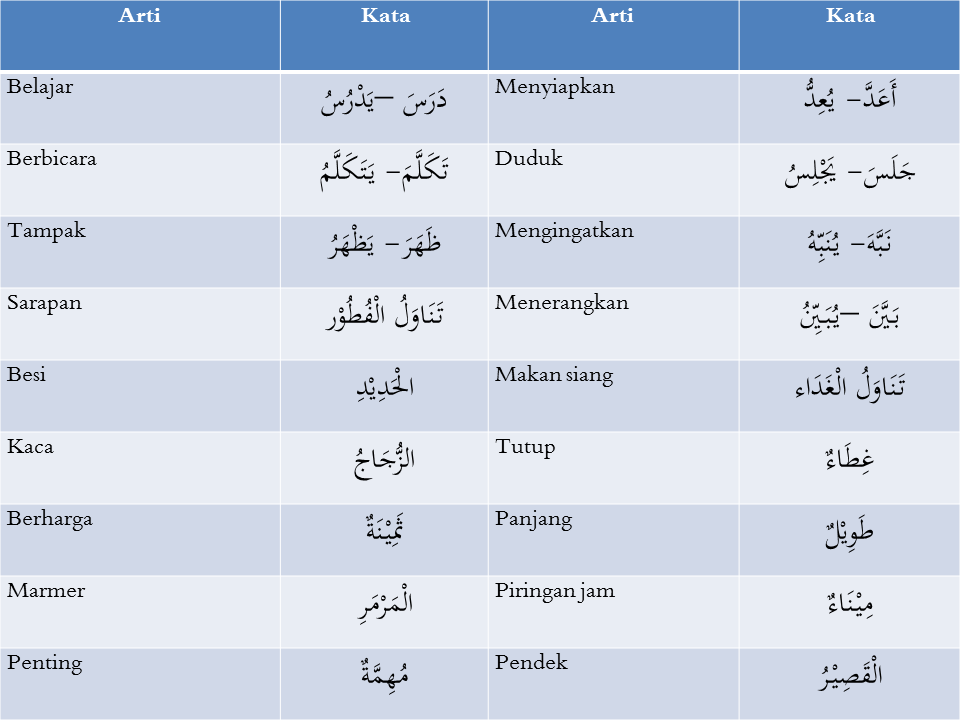 Arti Kata Arti Kata
Belajar دَرَسَ – يَدْرُسُ Menyiapkan أَعَدَّ - يُعِدُّ
Berbicara تَكَلَّمَ - يَتَكَلَّمُ Duduk جَلَسَ - يَجْلِسُ
Tampak ظَهَرَ - يَظْهَرُ Mengingatkan نَبَّهَ - يُنَبِّهُ
Sarapan تَنَاوَلُ الْفُطُوْر Menerangkan بَيَّنَ – يُبَيِّنُ
Besi الْحَدِيْدِ Makan siang تَنَاوَلُ الْغَدَاء
Kaca الزُّجَاجُ Tutup غِطَاءٌ
Berharga ثَمِيْنَةٌ Panjang طَوِيْلٌ
Marmer الْمَرْمَرِ Piringan jam مِيْنَاءٌ
Penting مُهِمَّةٌ Pendek الْقَصِيْرُ